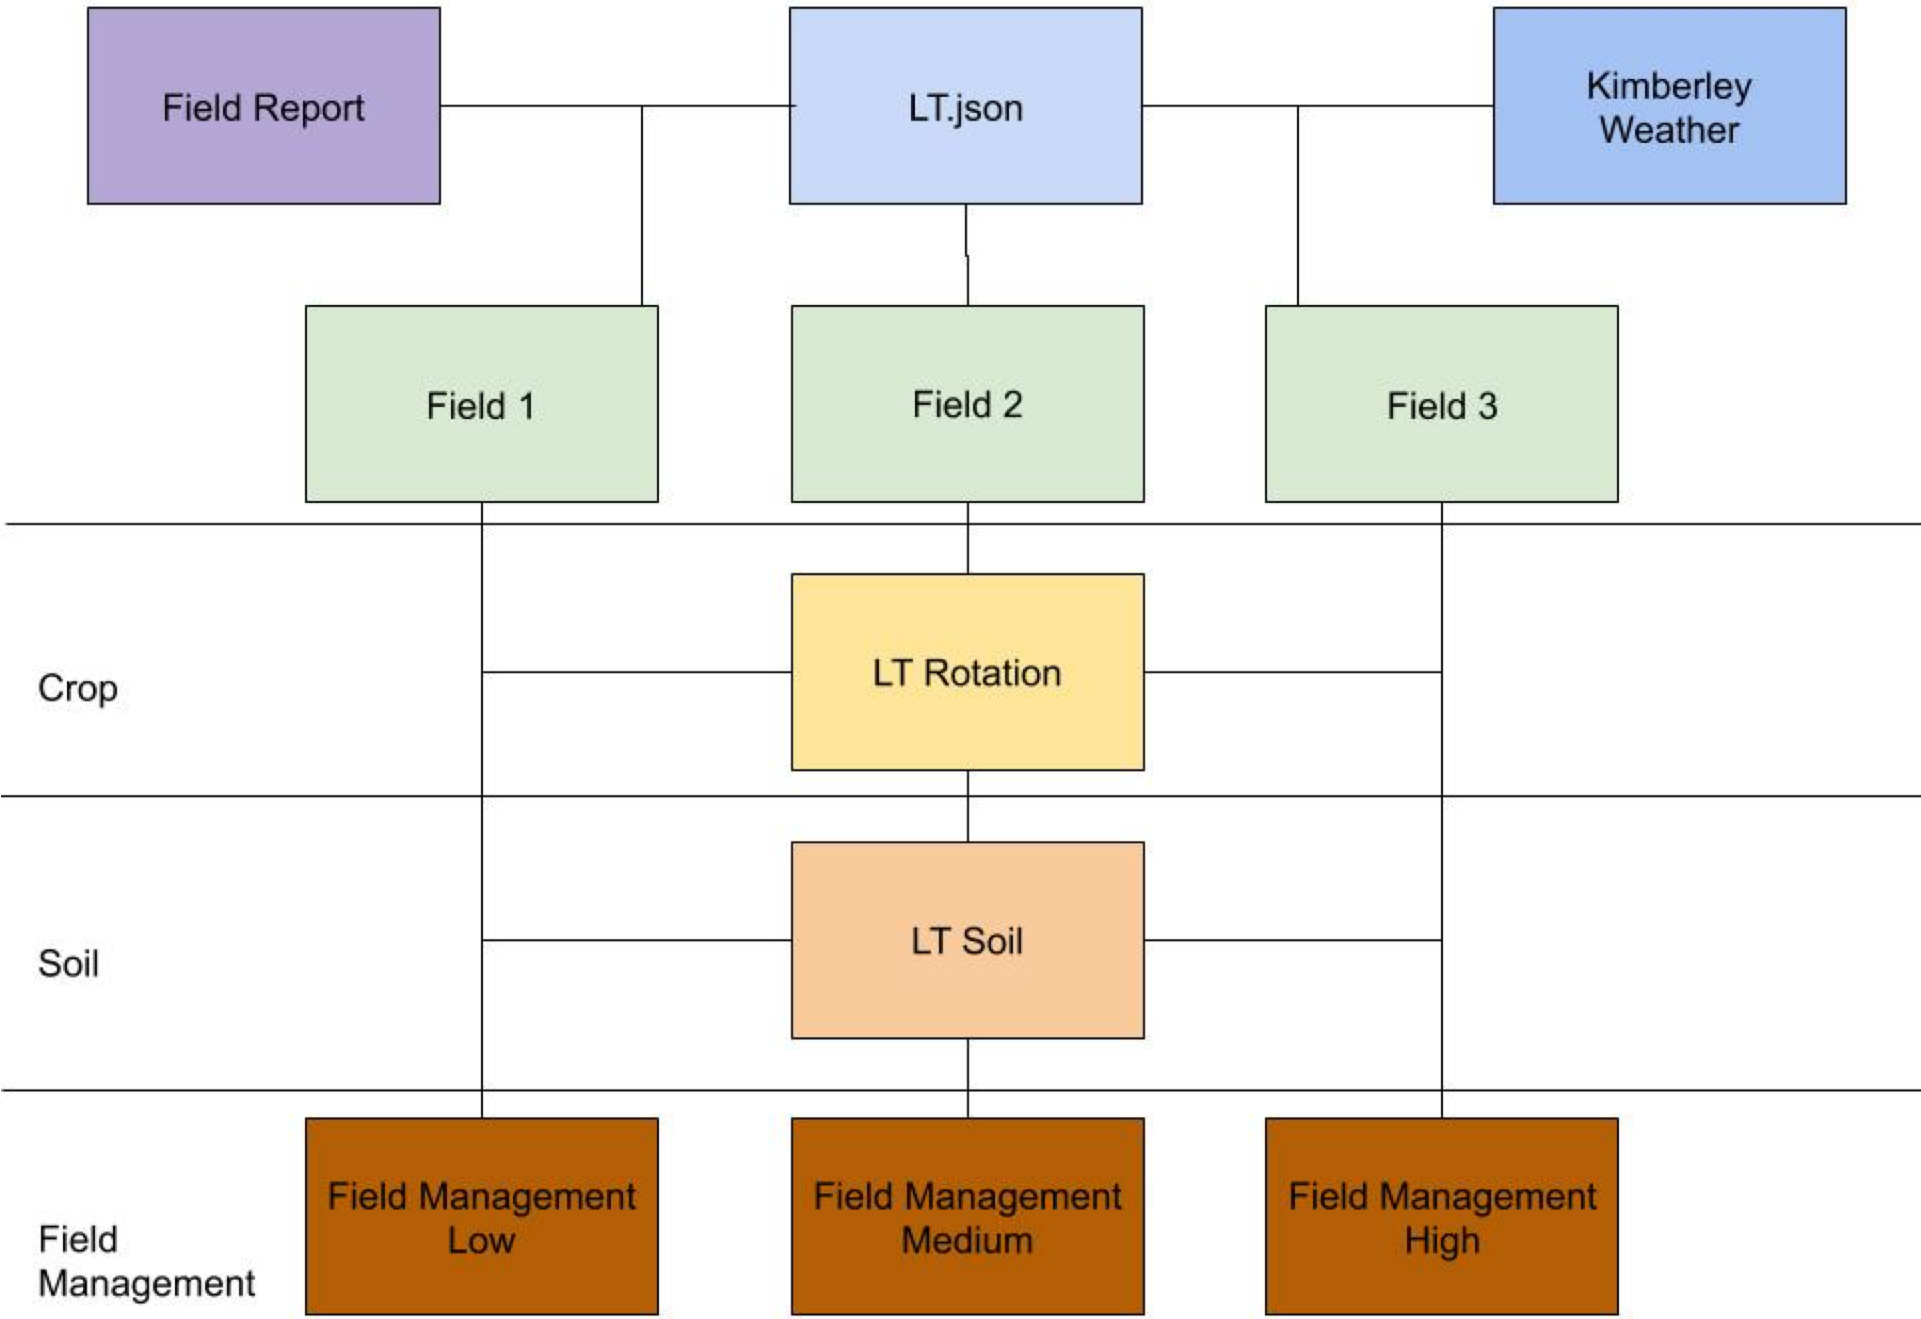 Field Report
LT.json
Kimberley
Weather
Field 1
Field 2
Field 3
Crop
LT Rotation
Soil
LT Soil
Field
Management
Field Management
Low
Field Management
Medium
Field Management
High